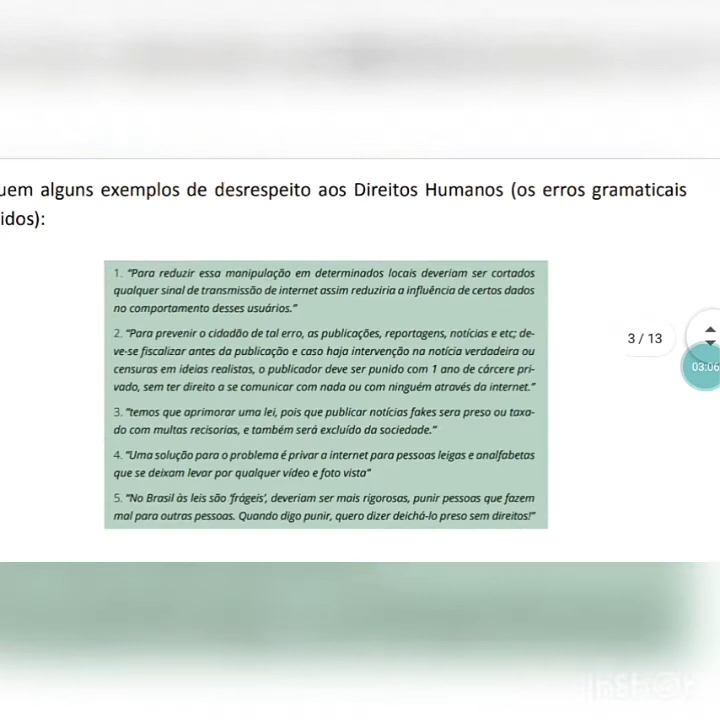 uem alguns exemplos de desrespeito aos Direitos Humanos (os erros gramaticais
idos):
1. "Para reduzir essa manipulação em determinados locais deveriam ser cortados
qualquer sinal de transmissão de internet assim reduziria a influência de certos dados
no comportamento desses usuários."
2. "Para prevenir o cidadão de tal erro, as publicações, reportagens, notícias e etc; de-
ve-se fiscalizar antes da publicação e caso haja intervenção na notícia verdadeira ou
censuras em ideias realistas, o publicador deve ser punido com 1 ano de cárcere pri-
vado, sem ter direito a se comunicar com nada ou com ninguém através da internet."
3. "temos que aprimorar uma lei, pois que publicar notícias fakes sera preso ou taxa-
do com multas recisorias, e também será excluído da sociedade."
4. "Uma solução para o problema é privar a internet para pessoas leigas e analfabetas
que se deixam levar por qualquer vídeo e foto vista"
5. "No Brasil às leis são 'frágeis', deveriam ser mais rigorosas, punir pessoas que fazem
mal para outras pessoas. Quando digo punir, quero dizer deichá-lo preso sem direitos!"
3 / 13
03:06
InShOt